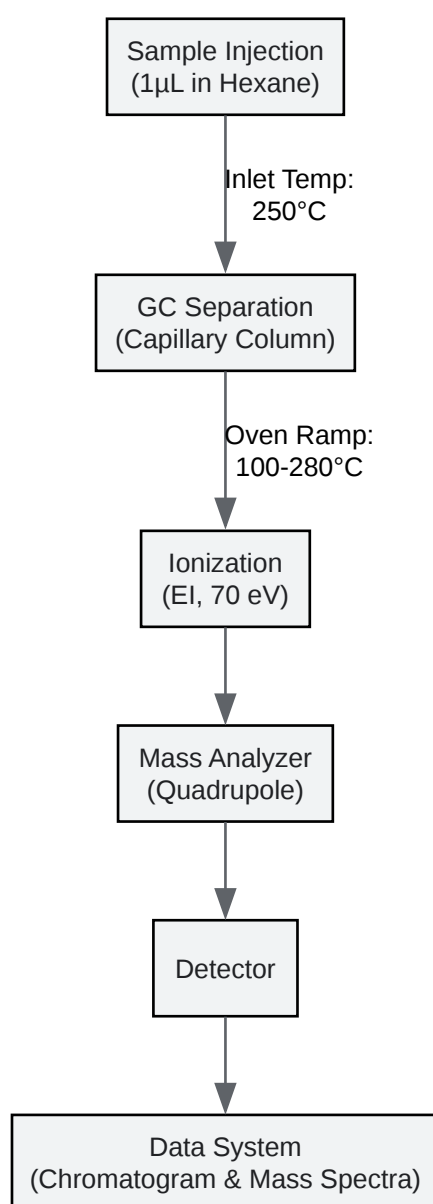 Sample Injection
(1µL in Hexane)
Inlet Temp:
250°C
GC Separation
(Capillary Column)
Oven Ramp:
100-280°C
Ionization
(EI, 70 eV)
Mass Analyzer
(Quadrupole)
Detector
Data System
(Chromatogram & Mass Spectra)